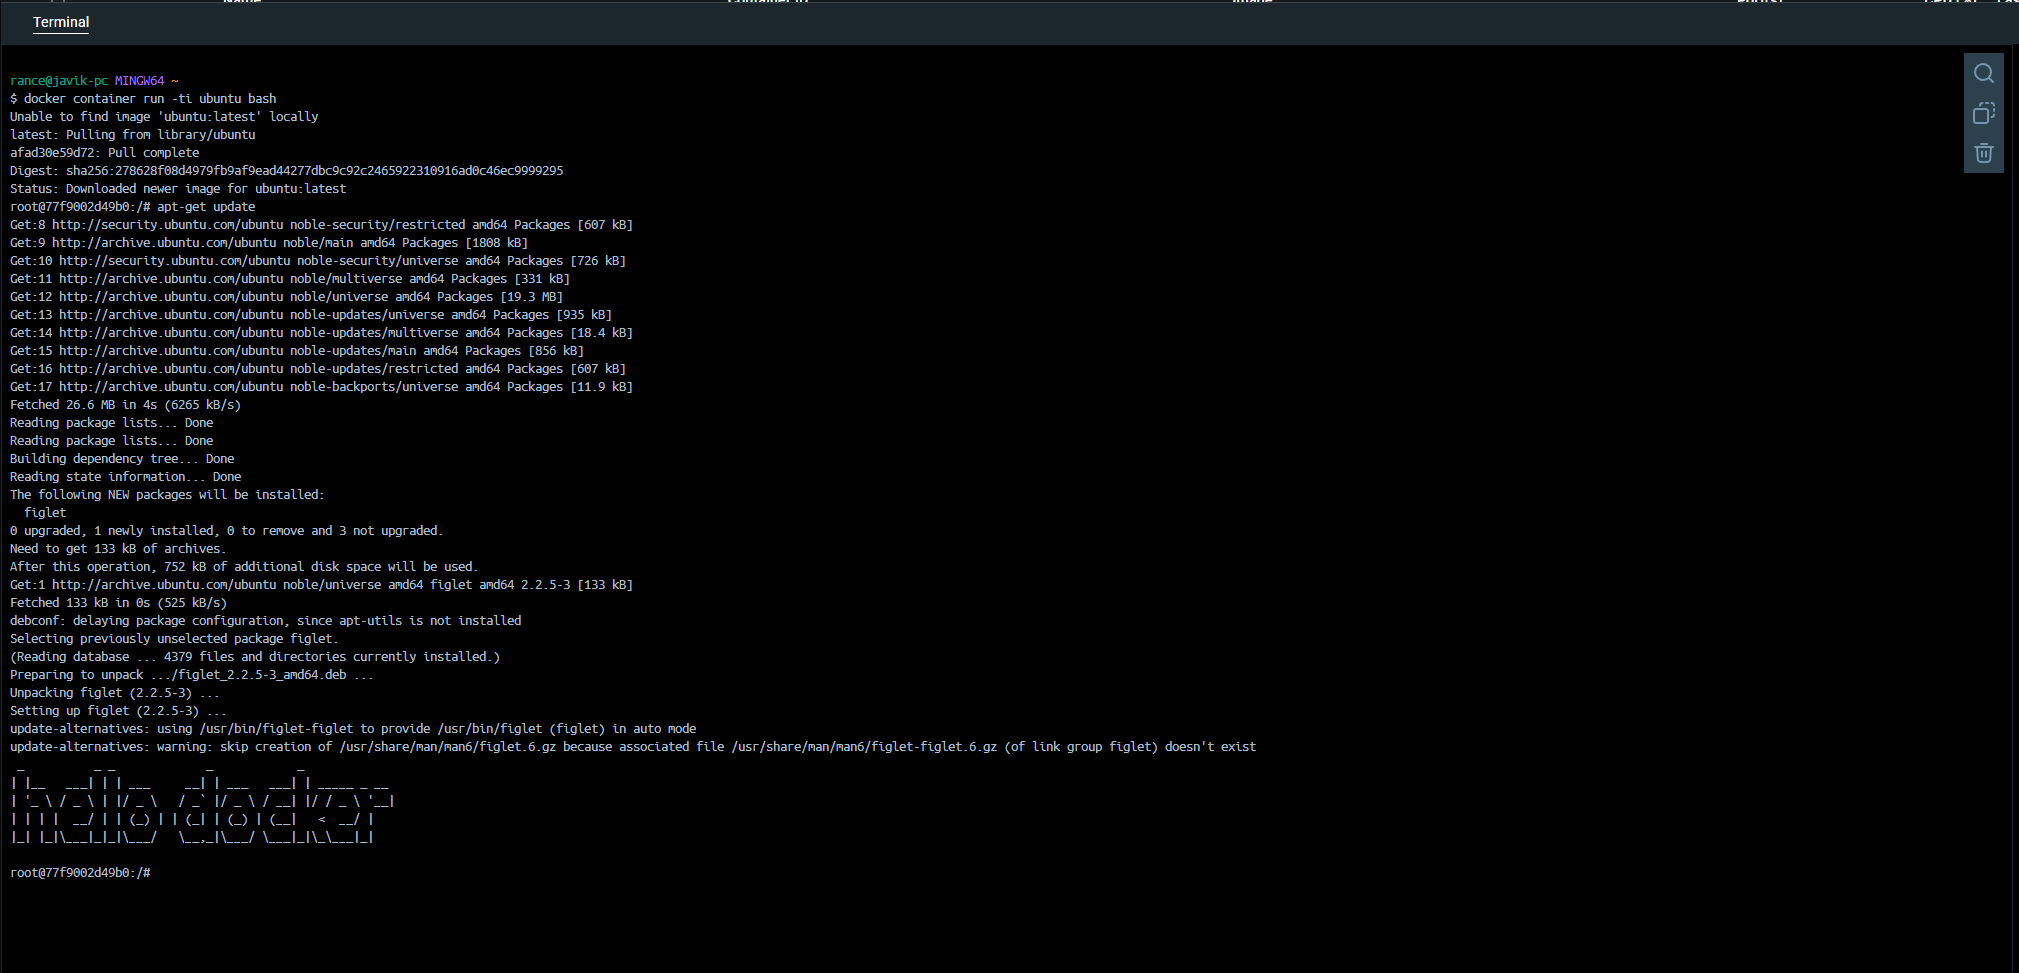 Terminal
rance@javik-pc MINGW64 ~
$ docker container run -ti ubuntu bash
Unable to find image 'ubuntu:latest' locally
latest: Pulling from library/ubuntu
afad30e59d72: Pull complete
Digest: sha256:278628f08d4979fb9af9ead44277dbc9c92c2465922310916ad0c46ec9999295
Status: Downloaded newer image for ubuntu:latest
root@77f9002d49b0:/# apt-get update
Get:8 http://security.ubuntu.com/ubuntu noble-security/restricted amd64 Packages [607 kB]
Get:9 http://archive.ubuntu.com/ubuntu noble/main amd64 Packages [1808 kB]
Get:10 http://security.ubuntu.com/ubuntu noble-security/universe amd64 Packages [726 kB]
Get:11 http://archive.ubuntu.com/ubuntu noble/multiverse amd64 Packages [331 kB]
Get:12 http://archive.ubuntu.com/ubuntu noble/universe amd64 Packages [19.3 MB]
Get:13 http://archive.ubuntu.com/ubuntu noble-updates/universe amd64 Packages [935 kB]
Get:14 http://archive.ubuntu.com/ubuntu noble-updates/multiverse amd64 Packages [18.4 kB]
Get:15 http://archive.ubuntu.com/ubuntu noble-updates/main amd64 Packages [856 kB]
Get:16 http://archive.ubuntu.com/ubuntu noble-updates/restricted amd64 Packages [607 kB]
Get:17 http://archive.ubuntu.com/ubuntu noble-backports/universe amd64 Packages [11.9 kB]
Fetched 26.6 MB in 4s (6265 kB/s)
Reading package lists... Done
Reading package lists... Done
Building dependency tree... Done
Reading state information... Done
The following NEW packages will be installed:
  figlet
0 upgraded, 1 newly installed, 0 to remove and 3 not upgraded.
Need to get 133 kB of archives.
After this operation, 752 kB of additional disk space will be used.
Get:1 http://archive.ubuntu.com/ubuntu noble/universe amd64 figlet amd64 2.2.5-3 [133 kB]
Fetched 133 kB in 0s (525 kB/s)
debconf: delaying package configuration, since apt-utils is not installed
Selecting previously unselected package figlet.
(Reading database ... 4379 files and directories currently installed.)
Preparing to unpack .../figlet_2.2.5-3_amd64.deb ...
Unpacking figlet (2.2.5-3) ...
Setting up figlet (2.2.5-3) ...
update-alternatives: using /usr/bin/figlet-figlet to provide /usr/bin/figlet (figlet) in auto mode
update-alternatives: warning: skip creation of /usr/share/man/man6/figlet.6.gz because associated file /usr/share/man/man6/figlet-figlet.6.gz (of link group figlet) doesn't exist
hello docker
root@77f9002d49b0:/#